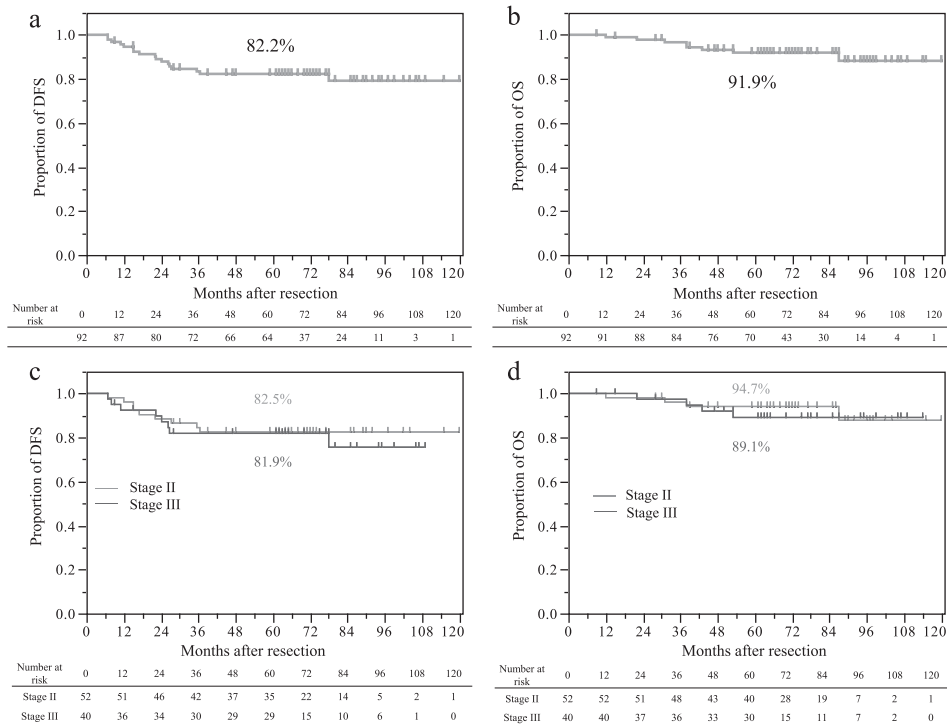 a
82.2%
Proportion of DFS
1.0
0.8
0.6
0.4
0.2
0.0
0 12 24 36 48 60 72 84 96 108 120
Months after resection
Number at risk 0 12 24 36 48 60 72 84 96 108 120
92 87 80 72 66 64 37 24 11 3 1
b
91.9%
Proportion of OS
1.0
0.8
0.6
0.4
0.2
0.0
0 12 24 36 48 60 72 84 96 108 120
Months after resection
Number at risk 0 12 24 36 48 60 72 84 96 108 120
92 91 88 84 76 70 43 30 14 4 1
c
82.5%
81.9%
Stage II
Stage III
Proportion of DFS
1.0
0.8
0.6
0.4
0.2
0.0
0 12 24 36 48 60 72 84 96 108 120
Months after resection
Number at risk 0 12 24 36 48 60 72 84 96 108 120
Stage II 52 51 46 42 37 35 22 14 5 2 1
Stage III 40 36 34 30 29 29 15 10 6 1 0
d
94.7%
89.1%
Stage II
Stage III
Proportion of OS
1.0
0.8
0.6
0.4
0.2
0.0
0 12 24 36 48 60 72 84 96 108 120
Months after resection
Number at risk 0 12 24 36 48 60 72 84 96 108 120
Stage II 52 52 51 48 43 40 28 19 7 2 1
Stage III 40 40 37 36 33 30 15 11 7 2 0